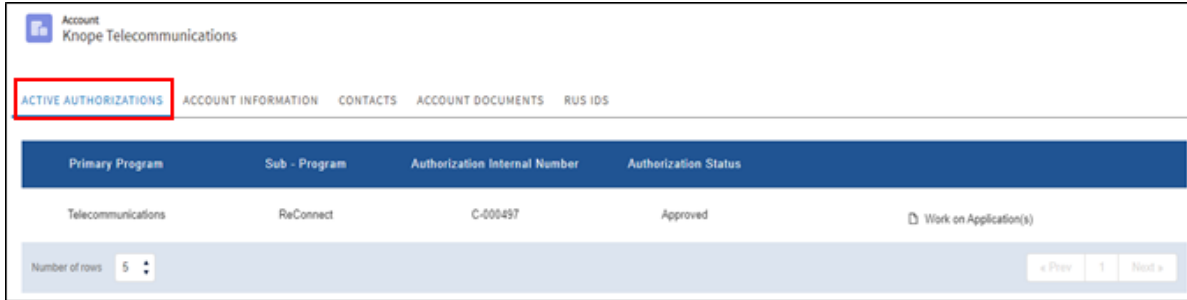 Account
Knope Telecommunications
ACTIVE AUTHORIZATIONS ACCOUNT INFORMATION CONTACTS ACCOUNT DOCUMENTS RUS IDS
Primary Program Sub - Program Authorization Internal Number Authorization Status
Telecommunications ReConnect C-000497 Approved Work on Application(s)
Number of rows 5 « Prev 1 Next »